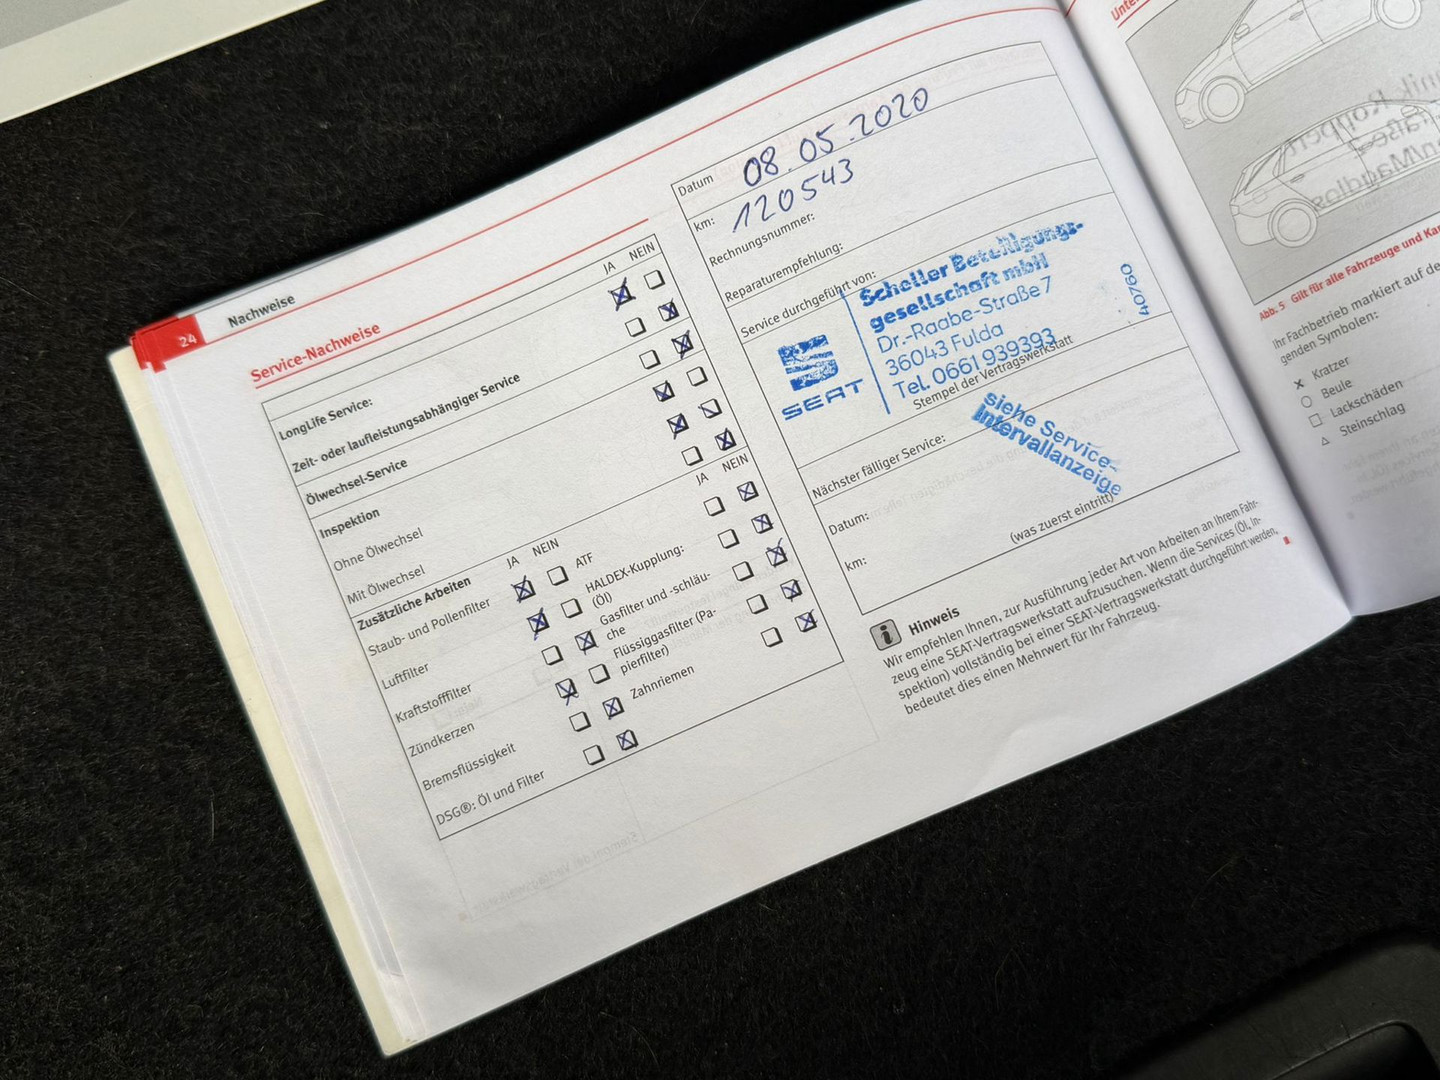 24
Nachweise
Service-Nachweise
JA NEIN
LongLife Service:
Zeit- oder laufleistungsabhängiger Service
Ölwechsel-Service
Inspektion
Ohne Ölwechsel
Mit Ölwechsel
Zusätzliche Arbeiten
JA NEIN
JA NEIN
Staub- und Pollenfilter
Luftfilter
Kraftstofffilter
Zündkerzen
Bremsflüssigkeit
DSG®: Öl und Filter
ATF
HALDEX-Kupplung:
(Öl)
Gasfilter und -schläu-
che
Flüssiggasfilter (Pa-
pierfilter)
Zahnriemen
Datum 08.05.2020
km: 120543
Rechnungsnummer:
Reparaturempfehlung:
Service durchgeführt von:
SEAT
Scheller Beteiligungs-
gesellschaft mbH
Dr.-Raabe-Straße 7
36043 Fulda
Tel. 0661 939393
40760
Stempel der Vertragswerkstatt
Nächster fälliger Service:
siehe Service-
Intervallanzeige
Datum:
km:
(was zuerst eintritt)
i Hinweis
Wir empfehlen Ihnen, zur Ausführung jeder Art von Arbeiten an Ihrem Fahr-
zeug eine SEAT-Vertragswerkstatt aufzusuchen. Wenn die Services (Öl, In-
spektion) vollständig bei einer SEAT-Vertragswerkstatt durchgeführt werden,
bedeutet dies einen Mehrwert für Ihr Fahrzeug.
Abb. 5 Gilt für alle Fahrzeuge und
Ihr Fachbetrieb markiert auf
genden Symbolen:
x Kratzer
○ Beule
□ Lackschäden
△ Steinschlag